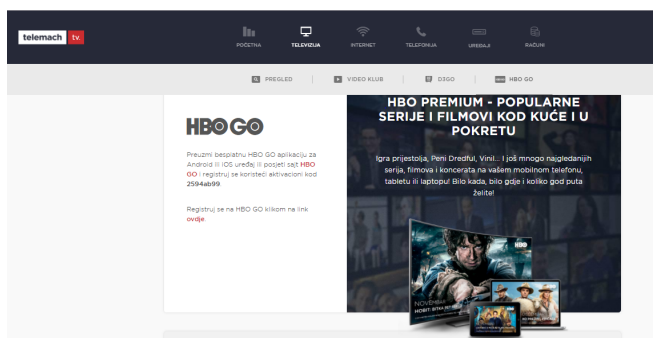 telemach tv.
POČETNA TELEVIZIJA INTERNET TELEFONIJA UREĐAJI RAČUNI
PREGLED VIDEO KLUB D3GO HBO GO
HBO GO
Preuzmi besplatnu HBO GO aplikaciju za
Android ili iOS uređaj ili posjeti sajt HBO
GO i registruj se koristeći aktivacioni kod
2594ab99.
Registruj se na HBO GO klikom na link
ovdje.
HBO PREMIUM - POPULARNE
SERIJE I FILMOVI KOD KUĆE I U
POKRETU
Igra prijestolja, Peni Dredful, Vinil... I još mnogo najgledanijih
serija, filmova i koncerata na vašem mobilnom telefonu,
tabletu ili laptopu! Bilo kada, bilo gdje i koliko god puta
želite!
HBO
NOVEMBAR
HOBIT: BITKA PET